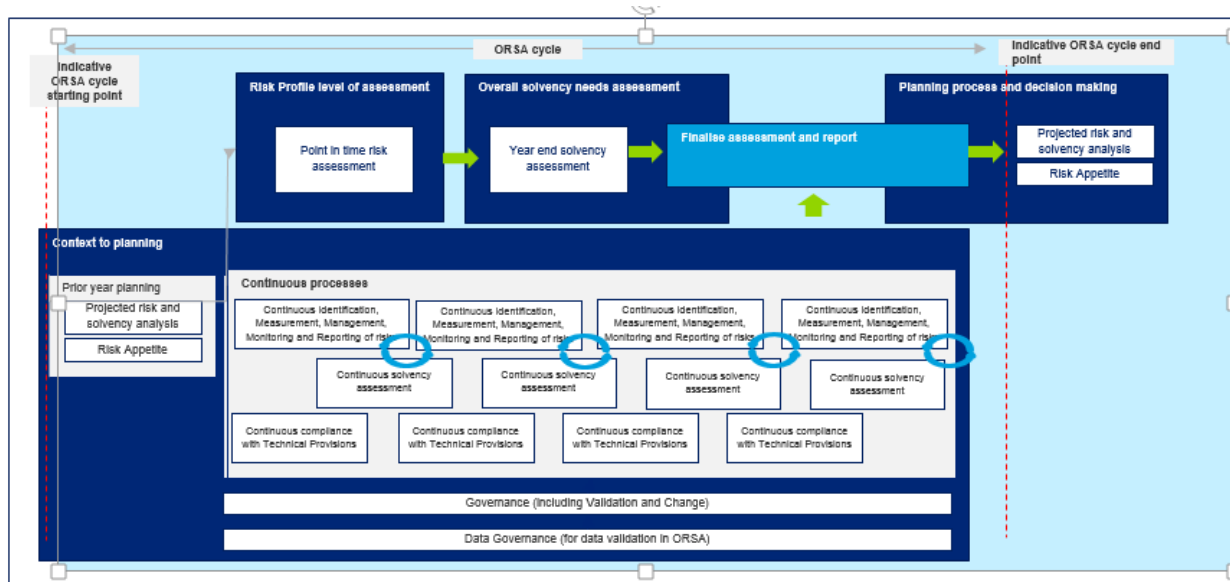 ORSA cycle
Indicative ORSA cycle end
point
Indicative
ORSA cycle
starting point
Risk Profile level of assessment
Overall solvency needs assessment
Planning process and decision making
Point in time risk
assessment
Year end solvency
assessment
Finalise assessment and report
Projected risk and
solvency analysis
Risk Appetite
Context to planning
Prior year planning
Projected risk and
solvency analysis
Risk Appetite
Continuous processes
Continuous Identification,
Measurement, Management,
Monitoring and Reporting of risks
Continuous Identification,
Measurement, Management,
Monitoring and Reporting of risks
Continuous Identification,
Measurement, Management,
Monitoring and Reporting of risks
Continuous Identification,
Measurement, Management,
Monitoring and Reporting of risks
Continuous solvency
assessment
Continuous solvency
assessment
Continuous solvency
assessment
Continuous solvency
assessment
Continuous compliance
with Technical Provisions
Continuous compliance
with Technical Provisions
Continuous compliance
with Technical Provisions
Continuous compliance
with Technical Provisions
Governance (including Validation and Change)
Data Governance (for data validation in ORSA)